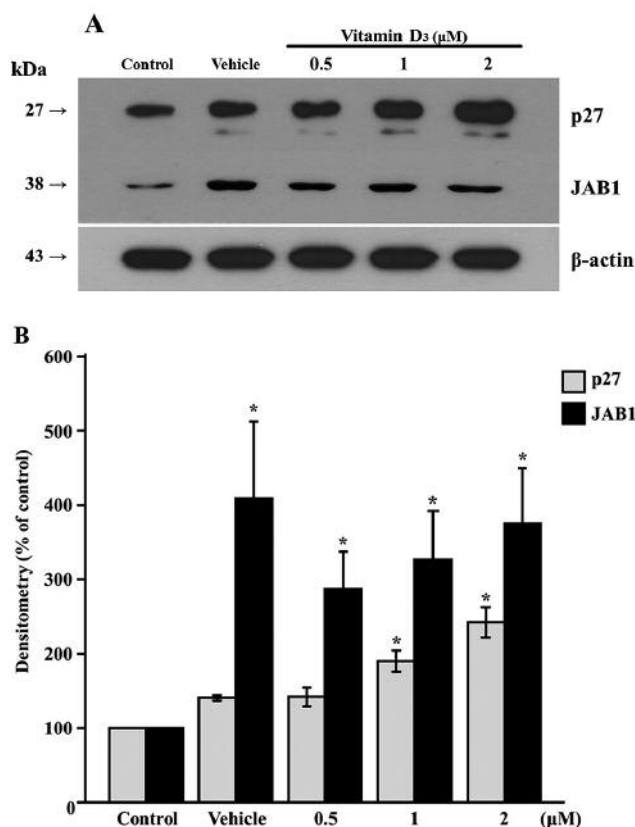 A
Vitamin D3 (μM)
kDa
Control Vehicle 0.5 1 2
27 → p27
38 → JAB1
43 → β-actin
B
600
500
400
300
200
100
0
Densitometry (% of control)
p27
JAB1
*
*
*
*
*
*
Control Vehicle 0.5 1 2 (μM)